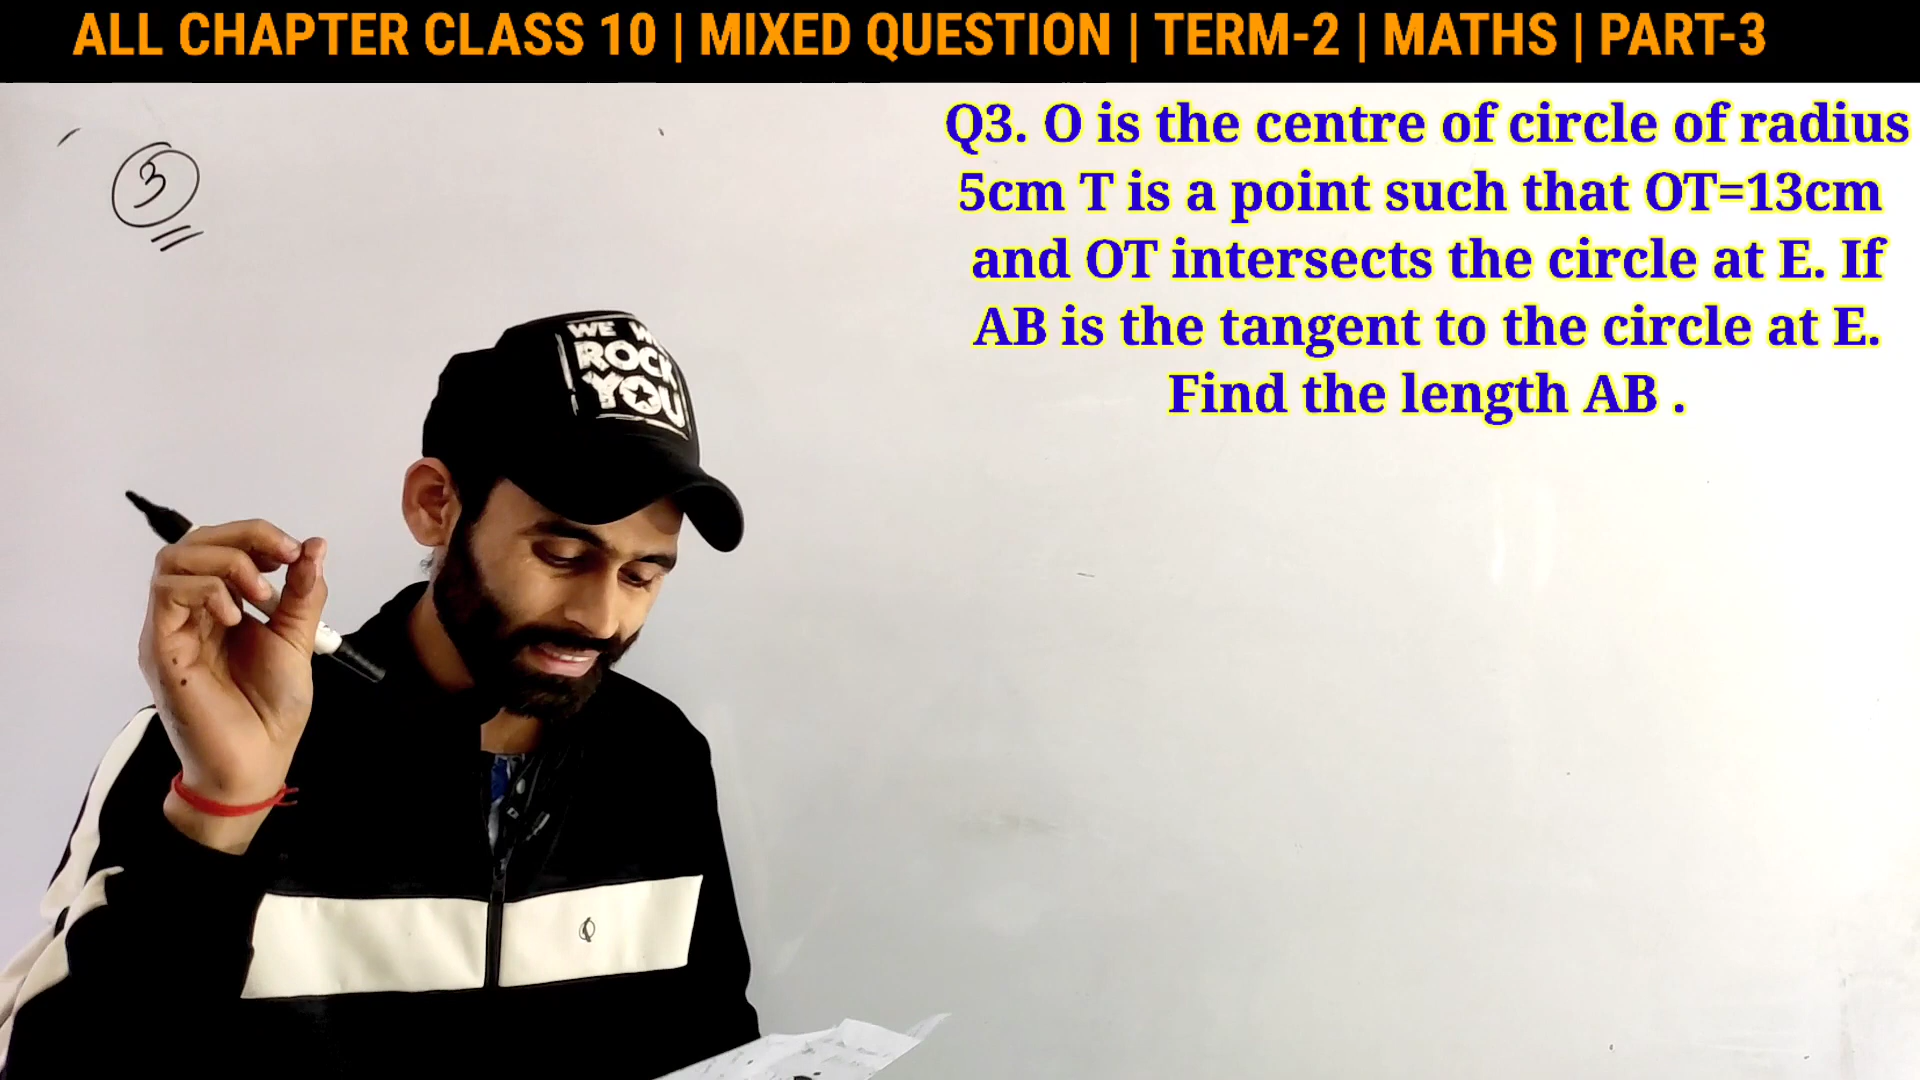 ALL CHAPTER CLASS 10 | MIXED QUESTION | TERM-2 | MATHS | PART-3
3
Q3. O is the centre of circle of radius
5cm T is a point such that OT=13cm
and OT intersects the circle at E. If
AB is the tangent to the circle at E.
Find the length AB .
ROCK
YOU